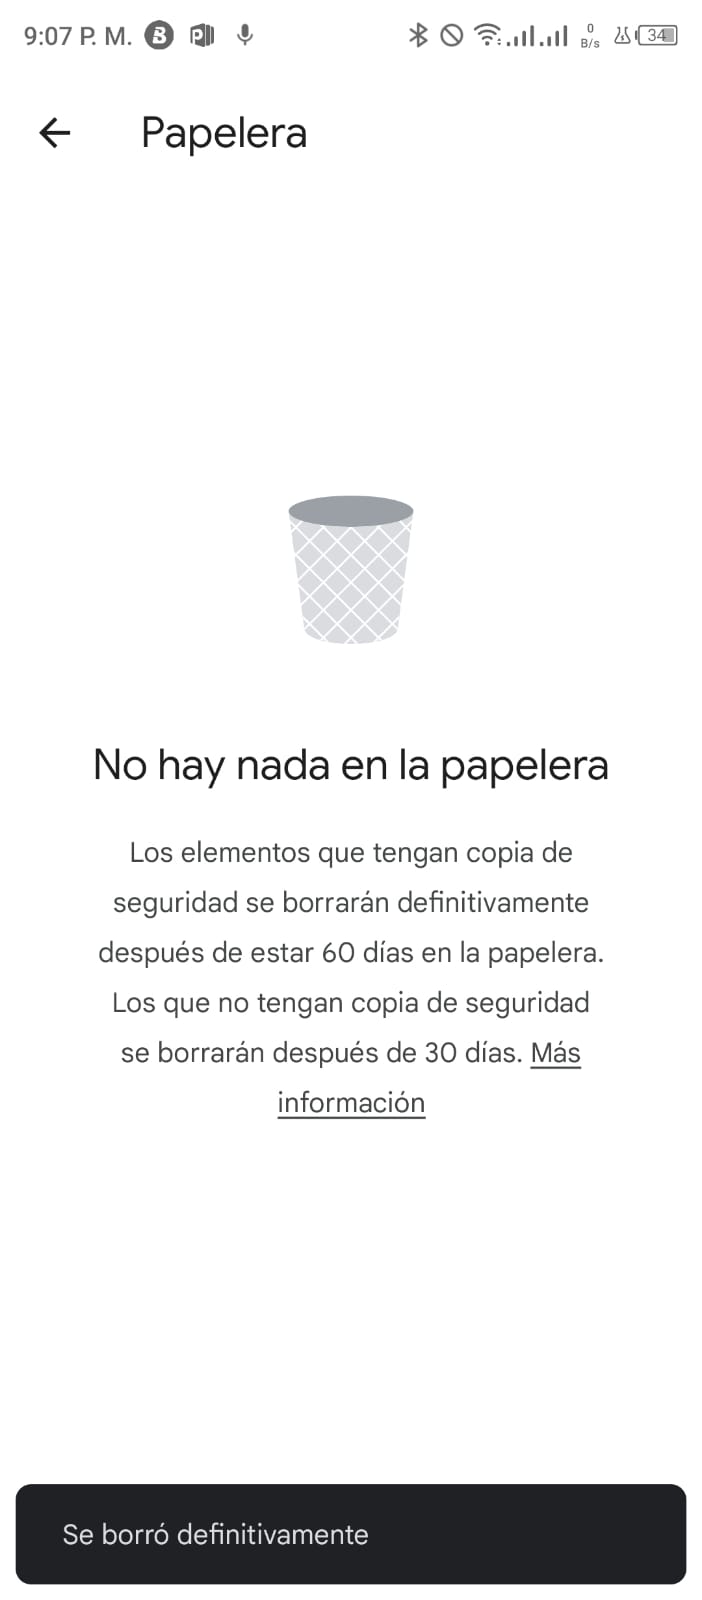 9:07 P. M.
0
B/s
34
Papelera
No hay nada en la papelera
Los elementos que tengan copia de
seguridad se borrarán definitivamente
después de estar 60 días en la papelera.
Los que no tengan copia de seguridad
se borrarán después de 30 días. Más
información
Se borró definitivamente